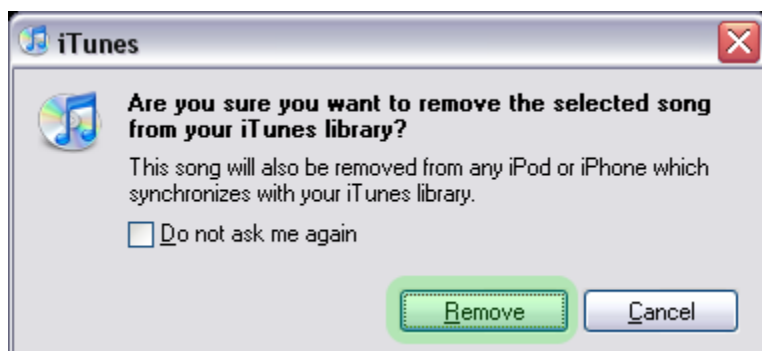 iTunes
Are you sure you want to remove the selected song
from your iTunes library?
This song will also be removed from any iPod or iPhone which
synchronizes with your iTunes library.
Do not ask me again
Remove Cancel